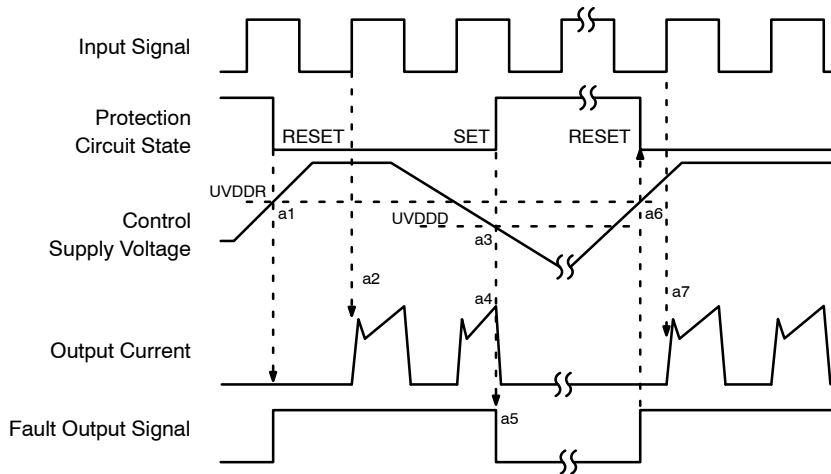 Input Signal
Protection
Circuit State
RESET
SET
RESET
UVDDR
a1
UVDDD
a3
a6
Control
Supply Voltage
a2
a4
a7
Output Current
a5
Fault Output Signal